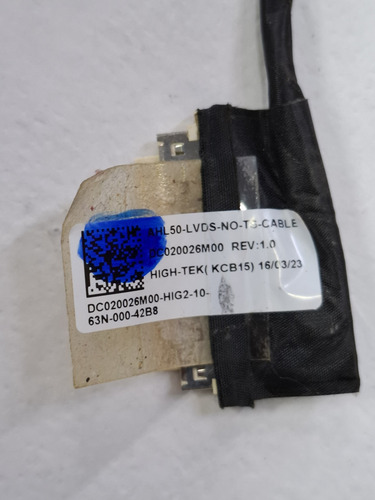 AHL50-LVDS-NO-TS-CABLE
DC020026M00 REV:1.0
HIGH-TEK( KCB15) 16/03/23
DC020026M00-HIG2-10-
63N-000-42B8